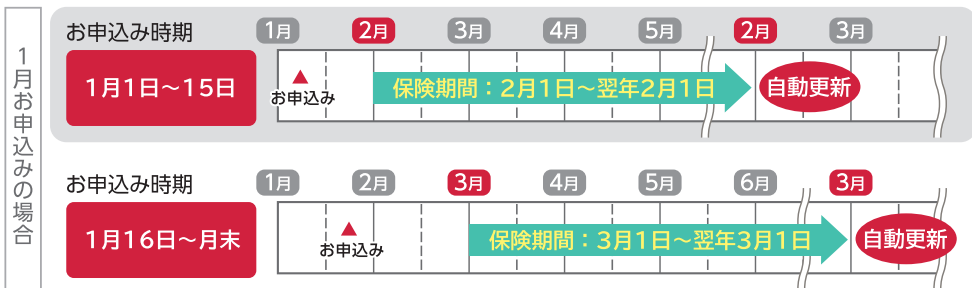 1月お申込みの場合
お申込み時期
1月 2月 3月 4月 5月 2月 3月
1月1日~15日
お申込み
保険期間：2月1日~翌年2月1日
自動更新
お申込み時期
1月 2月 3月 4月 5月 6月 3月
1月16日~月末
お申込み
保険期間：3月1日~翌年3月1日
自動更新